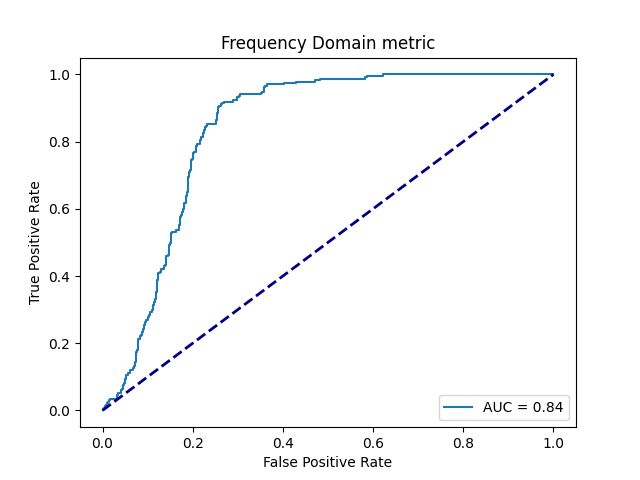 Frequency Domain metric
1.0
0.8
0.6
0.4
0.2
0.0
True Positive Rate
AUC = 0.84
0.0 0.2 0.4 0.6 0.8 1.0
False Positive Rate